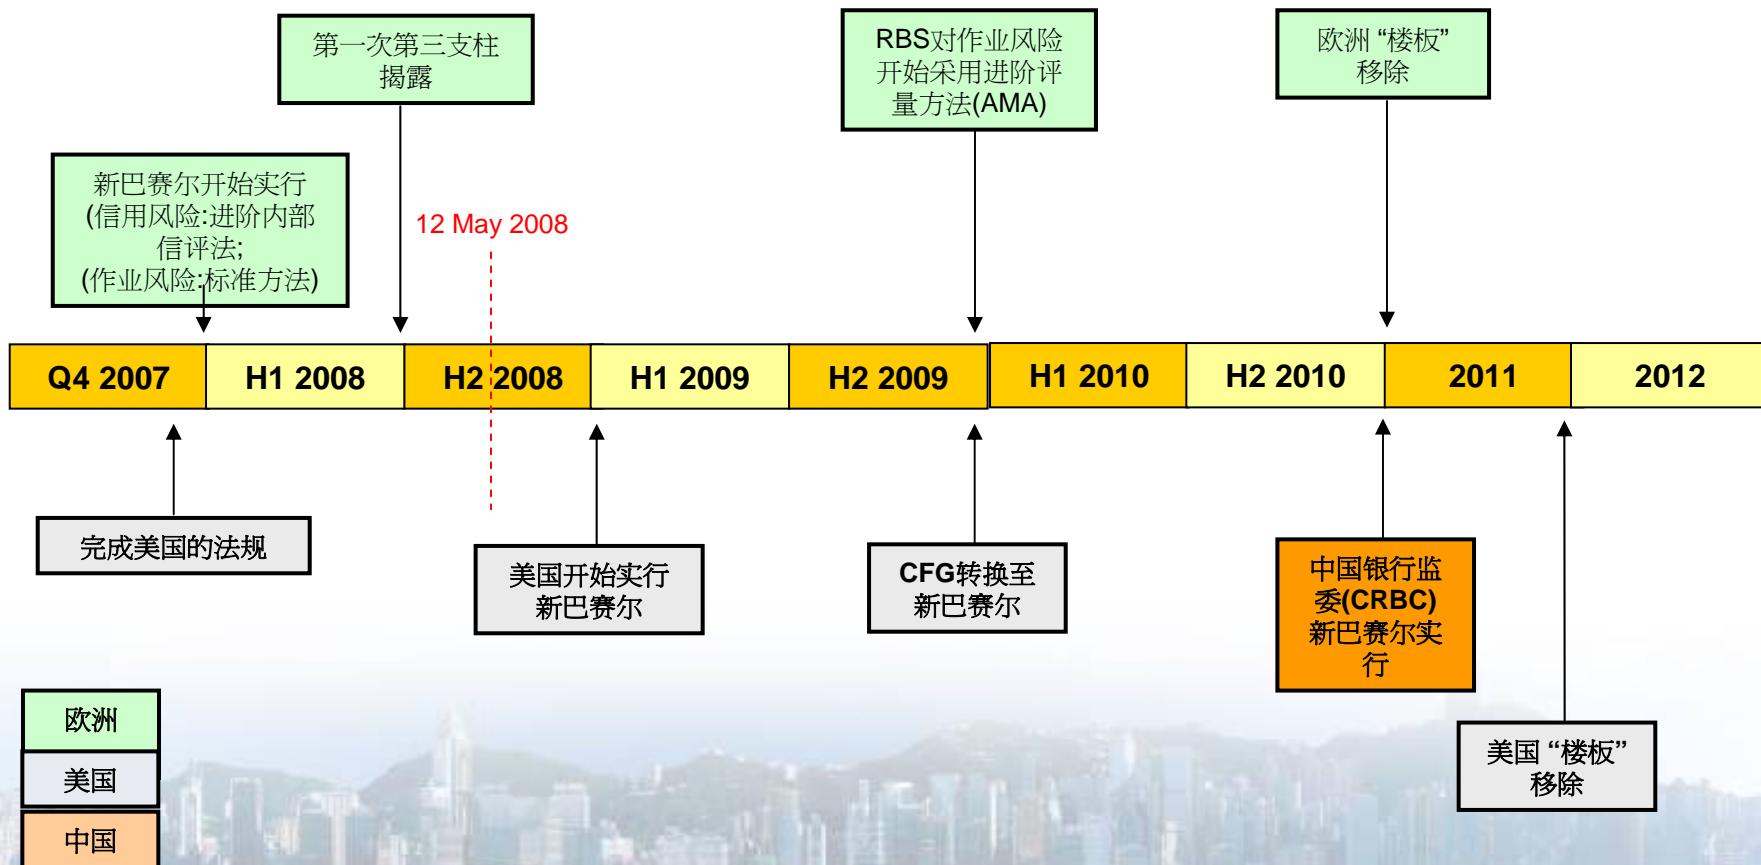 第一次第三支柱
揭露
RBS对作业风险
开始采用进阶评
量方法(AMA)
欧洲 “楼板”
移除
新巴赛尔开始实行
(信用风险:进阶内部
信评法;
(作业风险:标准方法)
12 May 2008
Q4 2007
H1 2008
H2 2008
H1 2009
H2 2009
H1 2010
H2 2010
2011
2012
完成美国的法规
美国开始实行
新巴赛尔
CFG转换至
新巴赛尔
中国银行监
委(CRBC)
新巴赛尔实
行
美国 “楼板”
移除
欧洲
美国
中国